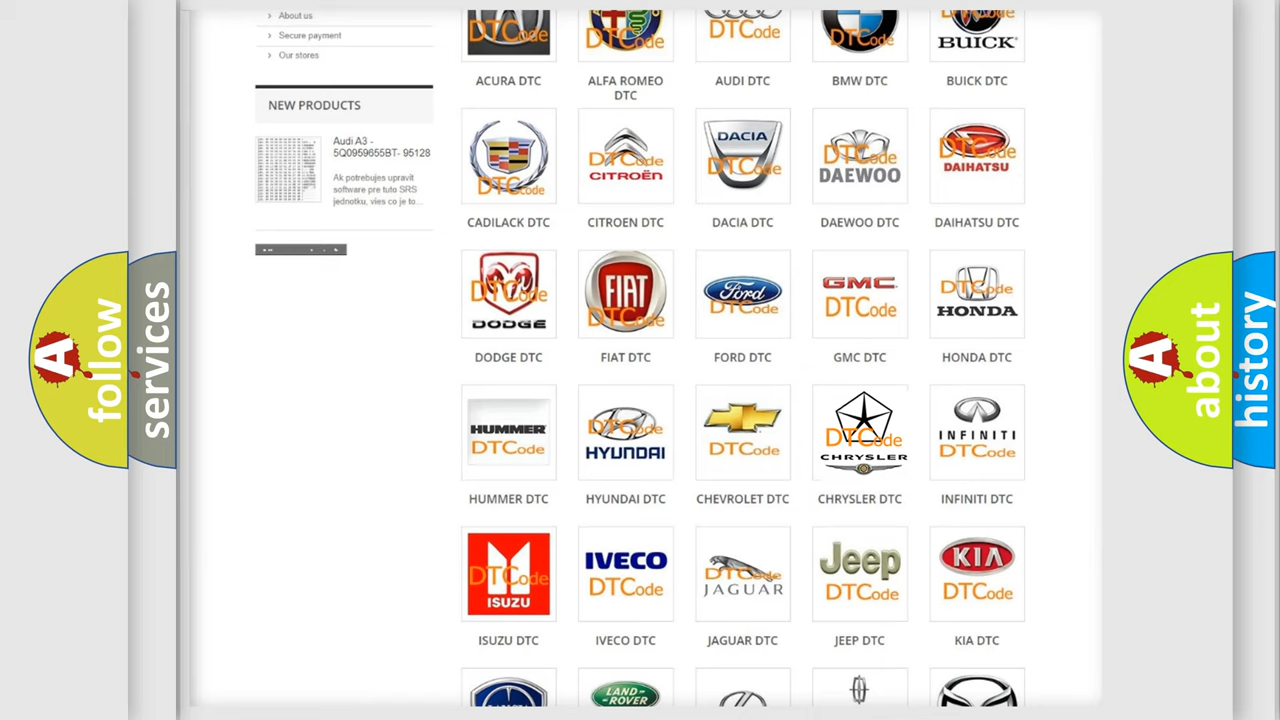 About us
Secure payment
Our stores
NEW PRODUCTS
Audi A3 -
5Q0959655BT- 95128
Ak potrebujes upravit
software pre tuto SRS
jednotku, vies co je to...
follow
services
about
history
DTCode
DTCode
DTCode
DTCode
BUICK
ACURA DTC
ALFA ROMEO
DTC
AUDI DTC
BMW DTC
BUICK DTC
DTCode
DTCode
CITROËN
DACIA
DTCode
DTCode
DAEWOO
DTCode
DAIHATSU
CADILACK DTC
CITROEN DTC
DACIA DTC
DAEWOO DTC
DAIHATSU DTC
DTCode
DODGE
FIAT
DTCode
Ford
DTCode
GMC
DTCode
DTCode
HONDA
DODGE DTC
FIAT DTC
FORD DTC
GMC DTC
HONDA DTC
HUMMER
DTCode
DTCode
HYUNDAI
DTCode
DTCode
CHRYSLER
INFINITI
DTCode
HUMMER DTC
HYUNDAI DTC
CHEVROLET DTC
CHRYSLER DTC
INFINITI DTC
DTCode
ISUZU
IVECO
DTCode
DTCode
JAGUAR
Jeep
DTCode
KIA
DTCode
ISUZU DTC
IVECO DTC
JAGUAR DTC
JEEP DTC
KIA DTC
LAND-
ROVER